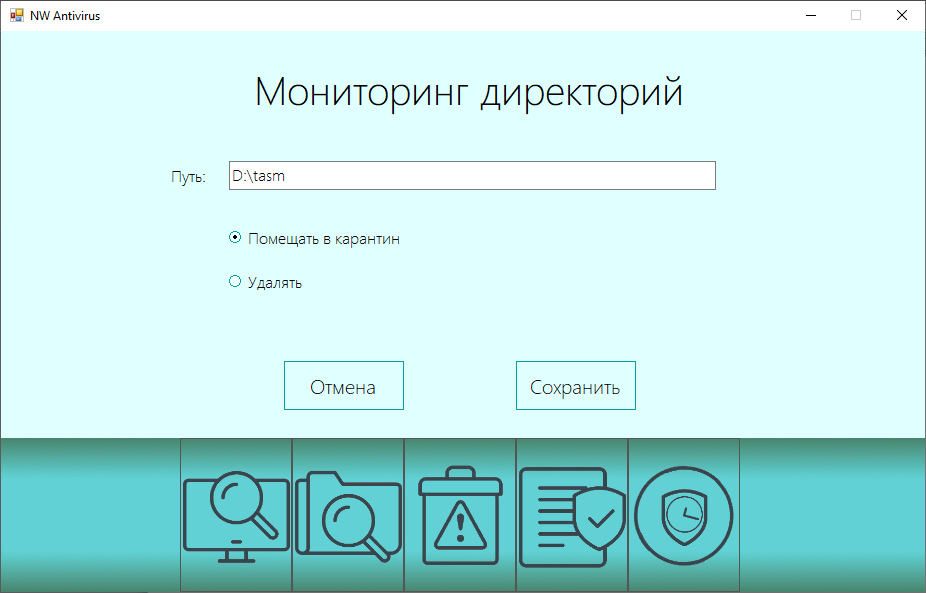 NW Antivirus
Мониторинг директорий
Путь: D:\tasm
Помещать в карантин
Удалять
Отмена Сохранить